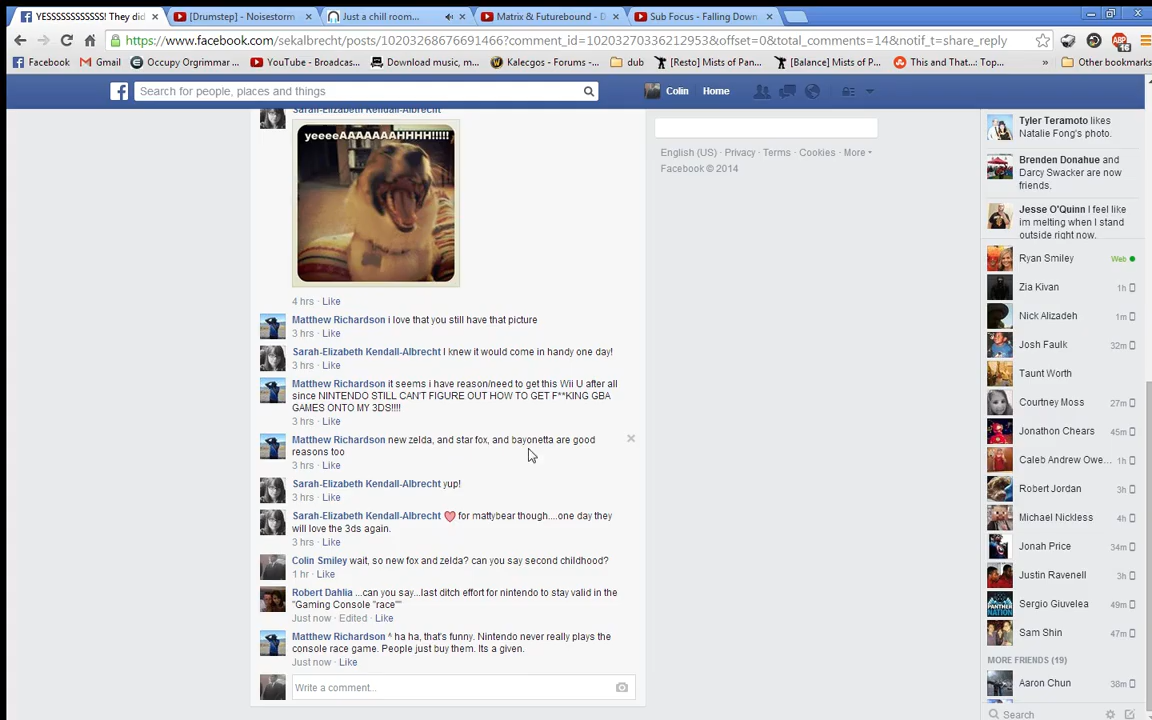 YESSSSSSSSSS! They did
[Drumstep] - Noisestorm
Just a chill room...
Matrix & Futurebound - D
Sub Focus - Falling Down
https://www.facebook.com/sekalbrecht/posts/10203268676691466?comment_id=10203270336212953&offset=0&total_comments=14&notif_t=share_reply
ABP
16
Facebook
Gmail
Occupy Orgrimmar...
YouTube - Broadcas...
Download music, m...
Kalecgos - Forums -...
dub
[Resto] Mists of Pan...
[Balance] Mists of P...
This and That...: Top...
»
Other bookmarks
Search for people, places and things
Colin
Home
Sarah-Elizabeth Kendall-Albrecht
yeeeeAAAAAAAHHHH!!!!!
4 hrs · Like
Matthew Richardson i love that you still have that picture
3 hrs · Like
Sarah-Elizabeth Kendall-Albrecht I knew it would come in handy one day!
3 hrs · Like
Matthew Richardson it seems i have reason/need to get this Wii U after all
since NINTENDO STILL CAN'T FIGURE OUT HOW TO GET F**KING GBA
GAMES ONTO MY 3DS!!!!
3 hrs · Like
Matthew Richardson new zelda, and star fox, and bayonetta are good
reasons too
3 hrs · Like
Sarah-Elizabeth Kendall-Albrecht yup!
3 hrs · Like
Sarah-Elizabeth Kendall-Albrecht for mattybear though....one day they
will love the 3ds again.
3 hrs · Like
Colin Smiley wait, so new fox and zelda? can you say second childhood?
1 hr · Like
Robert Dahlia ...can you say...last ditch effort for nintendo to stay valid in the
"Gaming Console "race""
Just now · Edited · Like
Matthew Richardson ^ ha ha, that's funny. Nintendo never really plays the
console race game. People just buy them. Its a given.
Just now · Like
Write a comment...
English (US) · Privacy · Terms · Cookies · More
Facebook © 2014
Tyler Teramoto likes
Natalie Fong's photo.
Brenden Donahue and
Darcy Swacker are now
friends.
Jesse O'Quinn I feel like
im melting when I stand
outside right now.
Ryan Smiley Web
Zia Kivan 1h
Nick Alizadeh 1m
Josh Faulk 32m
Taunt Worth
Courtney Moss 27m
Jonathon Chears 45m
Caleb Andrew Owe... 1h
Robert Jordan 3h
Michael Nickless 4h
Jonah Price 34m
Justin Ravenell 3h
PANTHER NATION
Sergio Giuvelea 49m
Sam Shin 47m
MORE FRIENDS (19)
Aaron Chun 38m
Search